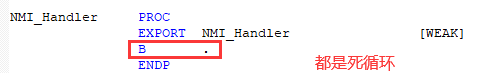 NMI_Handler PROC
EXPORT NMI_Handler [WEAK]
B .
ENDP 都是死循环